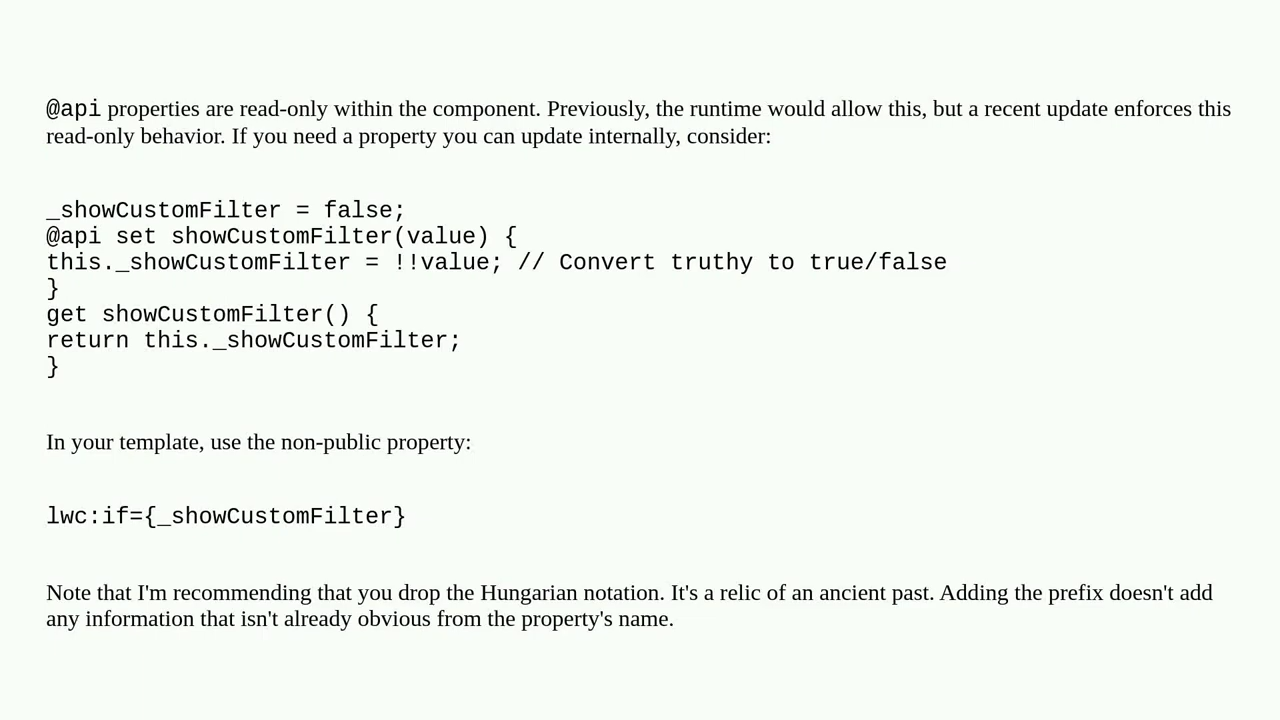 @api properties are read-only within the component. Previously, the runtime would allow this, but a recent update enforces this
read-only behavior. If you need a property you can update internally, consider:
_showCustomFilter = false;
@api set showCustomFilter(value) {
this._showCustomFilter = !!value; // Convert truthy to true/false
}
get showCustomFilter() {
return this._showCustomFilter;
}
In your template, use the non-public property:
lwc:if={_showCustomFilter}
Note that I'm recommending that you drop the Hungarian notation. It's a relic of an ancient past. Adding the prefix doesn't add
any information that isn't already obvious from the property's name.